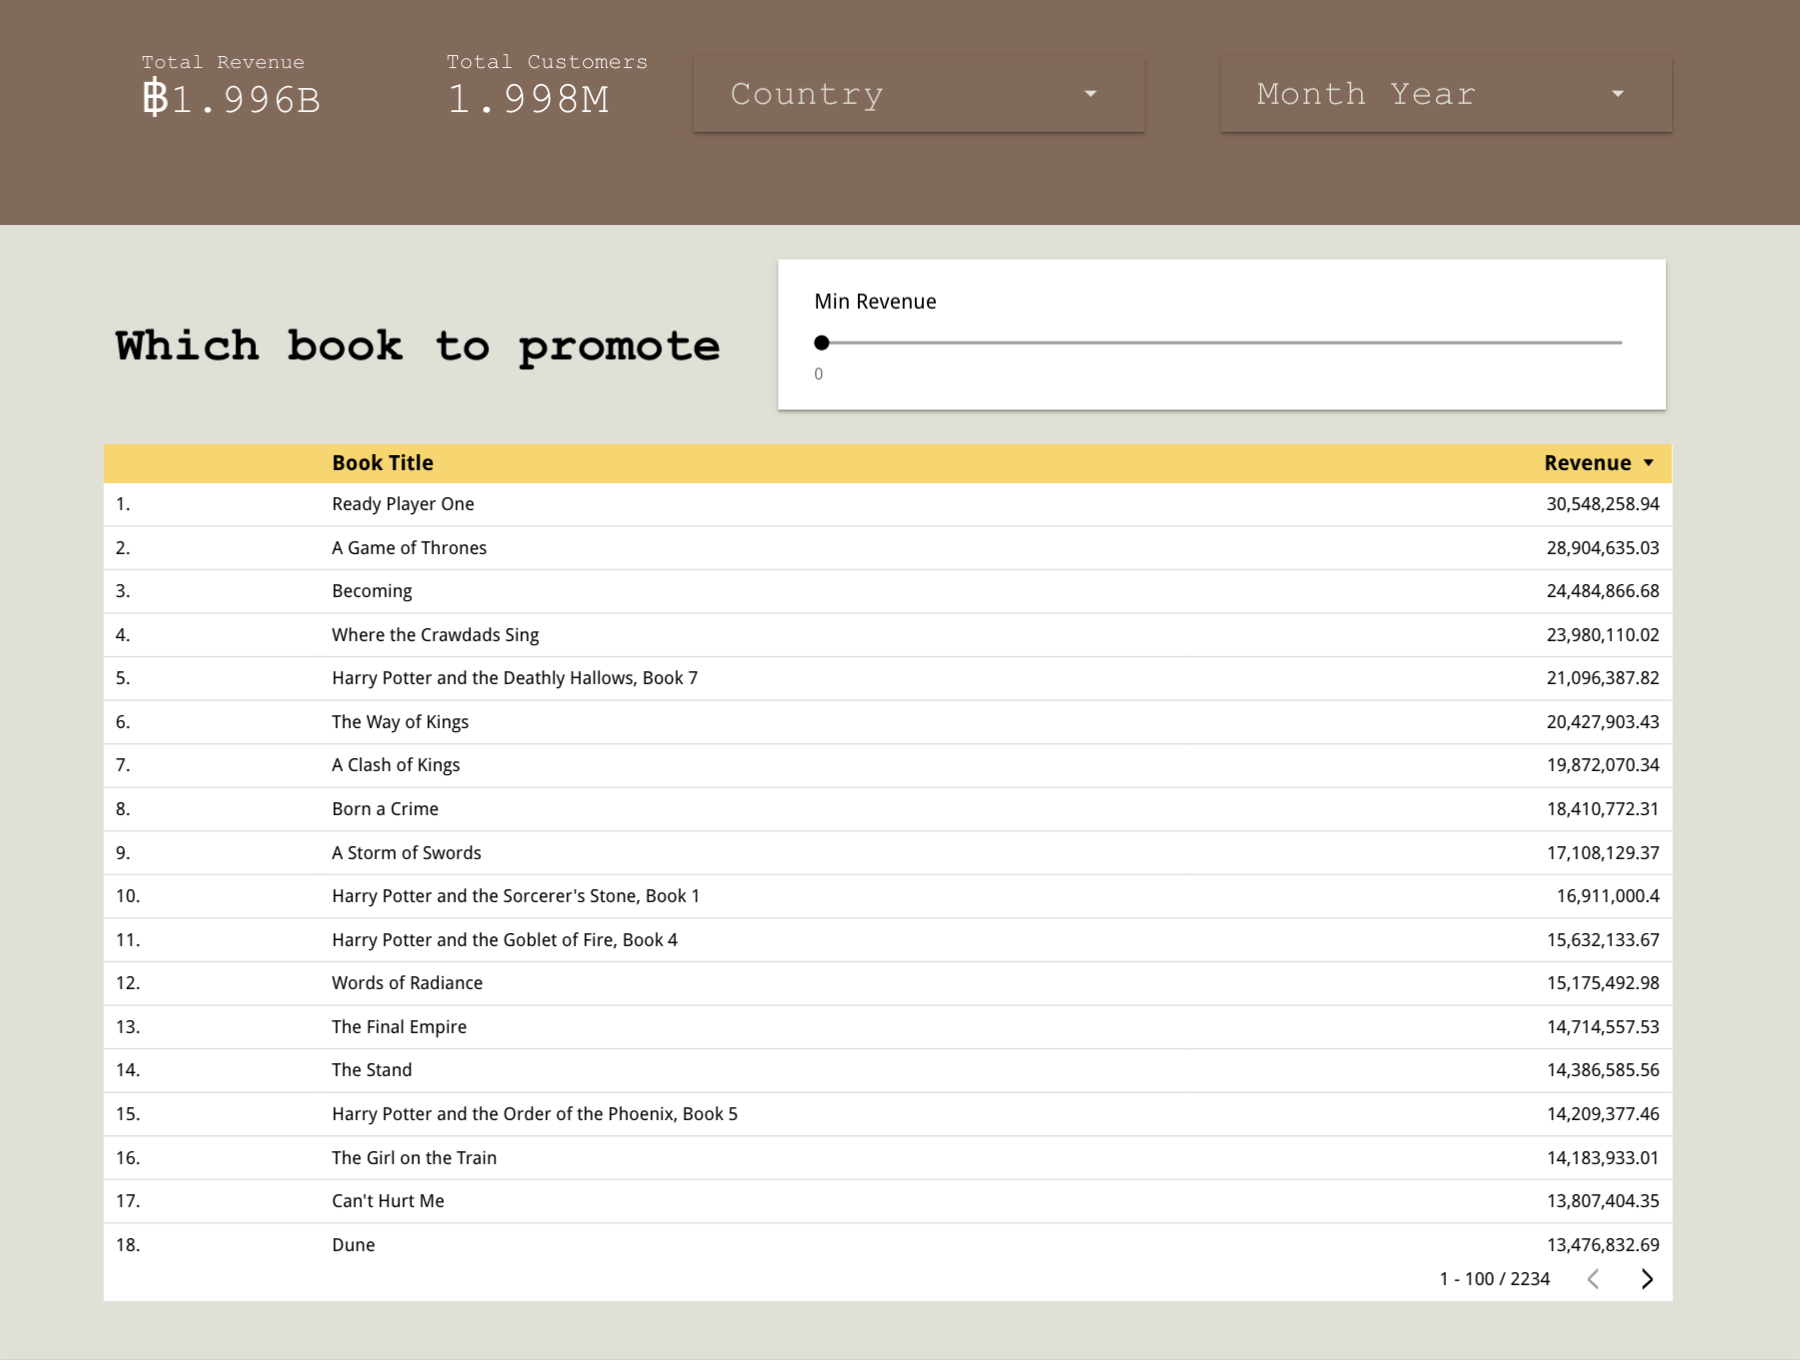 Total Revenue
฿1.996B
Total Customers
1.998M
Country
Month Year
Which book to promote
Min Revenue
0
Book Title Revenue
1. Ready Player One 30,548,258.94
2. A Game of Thrones 28,904,635.03
3. Becoming 24,484,866.68
4. Where the Crawdads Sing 23,980,110.02
5. Harry Potter and the Deathly Hallows, Book 7 21,096,387.82
6. The Way of Kings 20,427,903.43
7. A Clash of Kings 19,872,070.34
8. Born a Crime 18,410,772.31
9. A Storm of Swords 17,108,129.37
10. Harry Potter and the Sorcerer's Stone, Book 1 16,911,000.4
11. Harry Potter and the Goblet of Fire, Book 4 15,632,133.67
12. Words of Radiance 15,175,492.98
13. The Final Empire 14,714,557.53
14. The Stand 14,386,585.56
15. Harry Potter and the Order of the Phoenix, Book 5 14,209,377.46
16. The Girl on the Train 14,183,933.01
17. Can't Hurt Me 13,807,404.35
18. Dune 13,476,832.69
1 - 100 / 2234